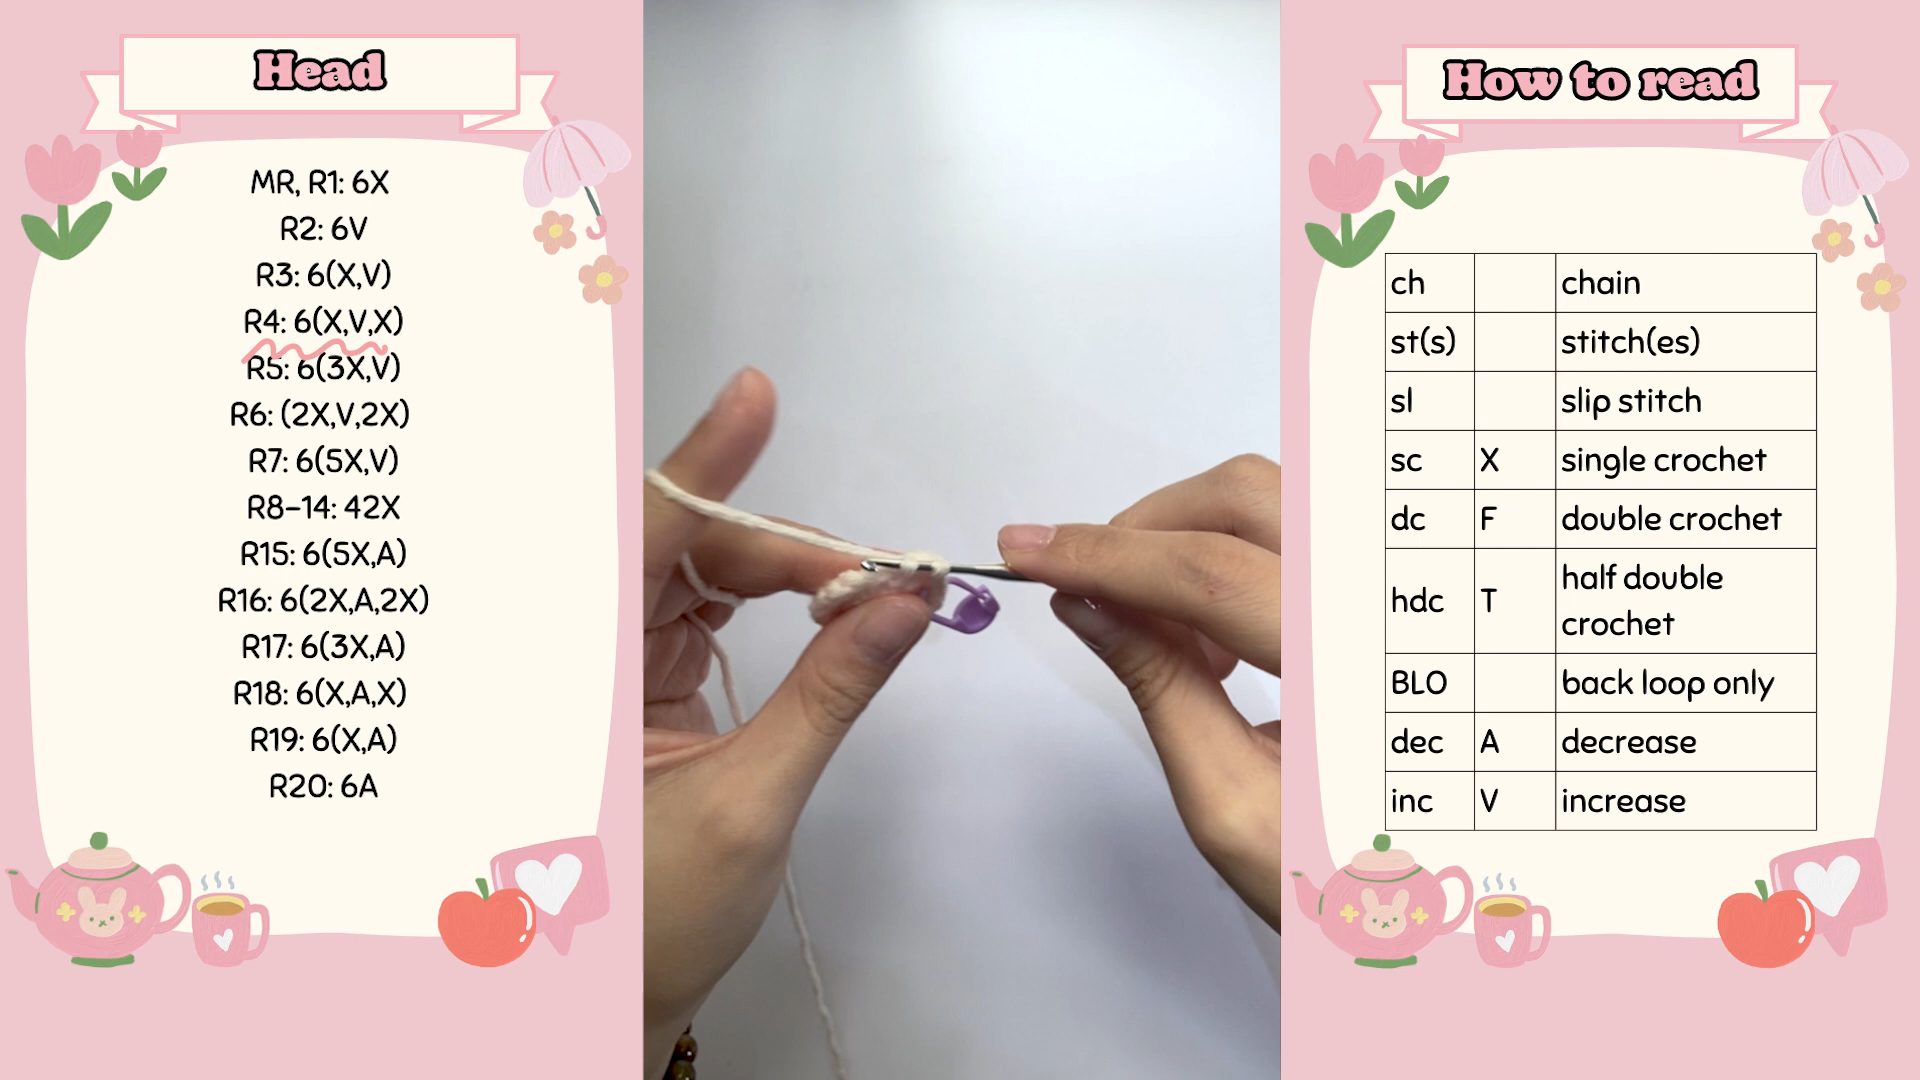 Head
MR, R1: 6X
R2: 6V
R3: 6(X,V)
R4: 6(X,V,X)
R5: 6(3X,V)
R6: (2X,V,2X)
R7: 6(5X,V)
R8-14: 42X
R15: 6(5X,A)
R16: 6(2X,A,2X)
R17: 6(3X,A)
R18: 6(X,A,X)
R19: 6(X,A)
R20: 6A
How to read
ch chain
st(s) stitch(es)
sl slip stitch
sc X single crochet
dc F double crochet
hdc T half double
crochet
BLO back loop only
dec A decrease
inc V increase